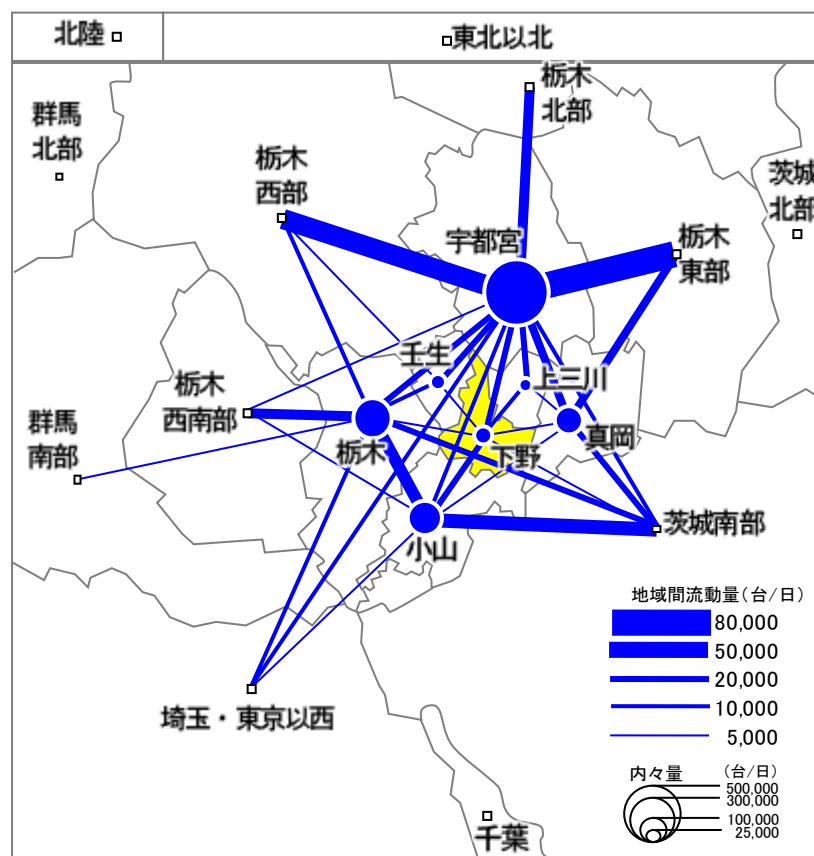 北陸
東北以北
栃木
北部
群馬
北部
栃木
西部
茨城
北部
宇都宮
栃木
東部
壬生
上三川
栃木
西南部
群馬
南部
栃木
下野
真岡
小山
茨城南部
埼玉・東京以西
千葉
地域間流動量(台/日)
80,000
50,000
20,000
10,000
5,000
内々量
(台/日)
500,000
300,000
100,000
25,000